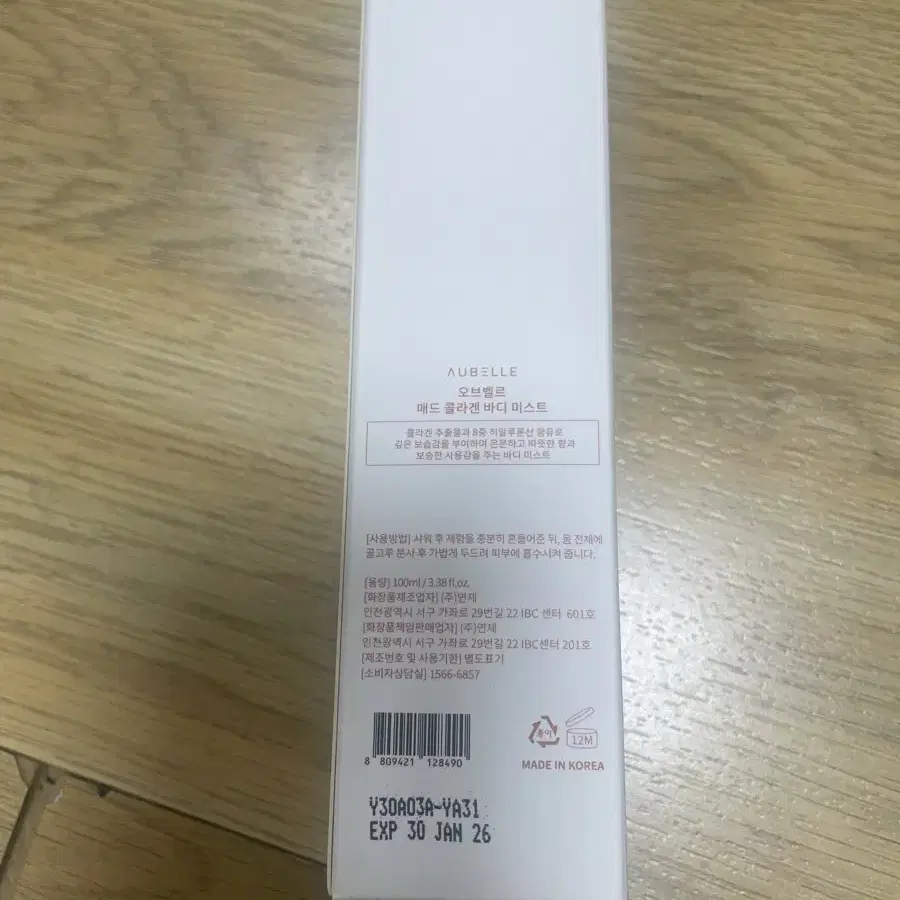 AUBELLE
오브벨르
매드 콜라겐 바디 미스트
콜라겐 추출물과 8중 히알루론산 함유로
깊은 보습감을 부여하며 은은하고 따뜻한 향과
보송한 사용감을 주는 바디 미스트
[사용방법] 샤워 후 제형을 충분히 흔들어준 뒤, 몸 전체에
골고루 분사 후 가볍게 두드려 피부에 흡수시켜 줍니다.
[용량] 100ml / 3.38 fl.oz.
[화장품제조업자] (주)연제
인천광역시 서구 가좌로 29번길 22 IBC 센터 601호
[화장품책임판매업자] (주)연제
인천광역시 서구 가좌로 29번길 22 IBC센터 201호
[제조번호 및 사용기한] 별도표기
[소비자상담실] 1566-6857
종이
12M
8 809421 128490
MADE IN KOREA
Y30A03A-YA31
EXP 30 JAN 26